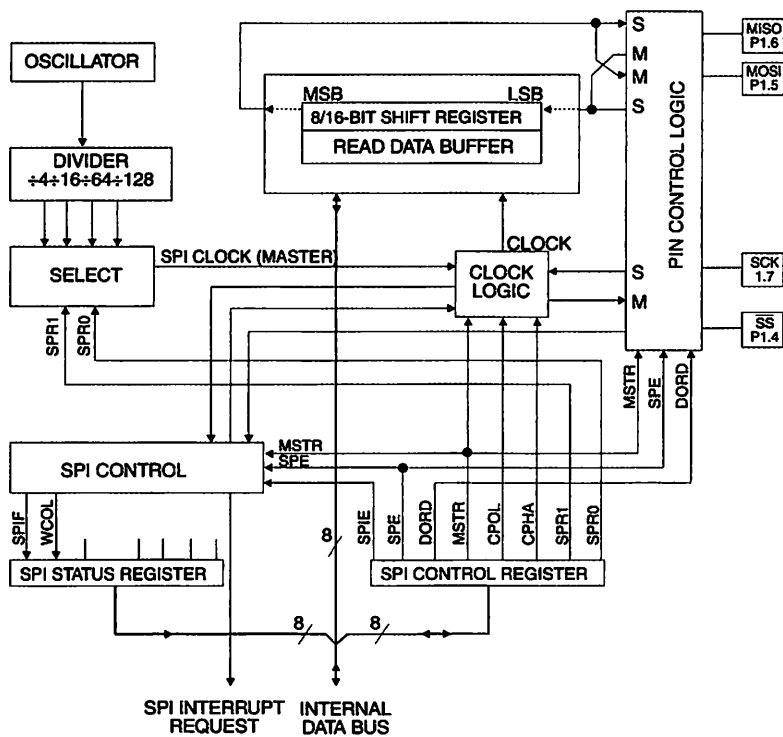 OSCILLATOR
DIVIDER
÷4÷16÷64÷128
SELECT
SPI CLOCK (MASTER)
SPR1
SPR0
MSB
LSB
8/16-BIT SHIFT REGISTER
READ DATA BUFFER
CLOCK
CLOCK
LOGIC
S
M
M
S
S
M
PIN CONTROL LOGIC
MISO
P1.6
MOSI
P1.5
SCK
1.7
SS
P1.4
MSTR
SPE
DORD
SPI CONTROL
MSTR
SPE
SPIF
WCOL
SPI STATUS REGISTER
8
SPIE
SPE
DORD
MSTR
CPOL
CPHA
SPR1
SPR0
SPI CONTROL REGISTER
8
8
SPI INTERRUPT
REQUEST
INTERNAL
DATA BUS